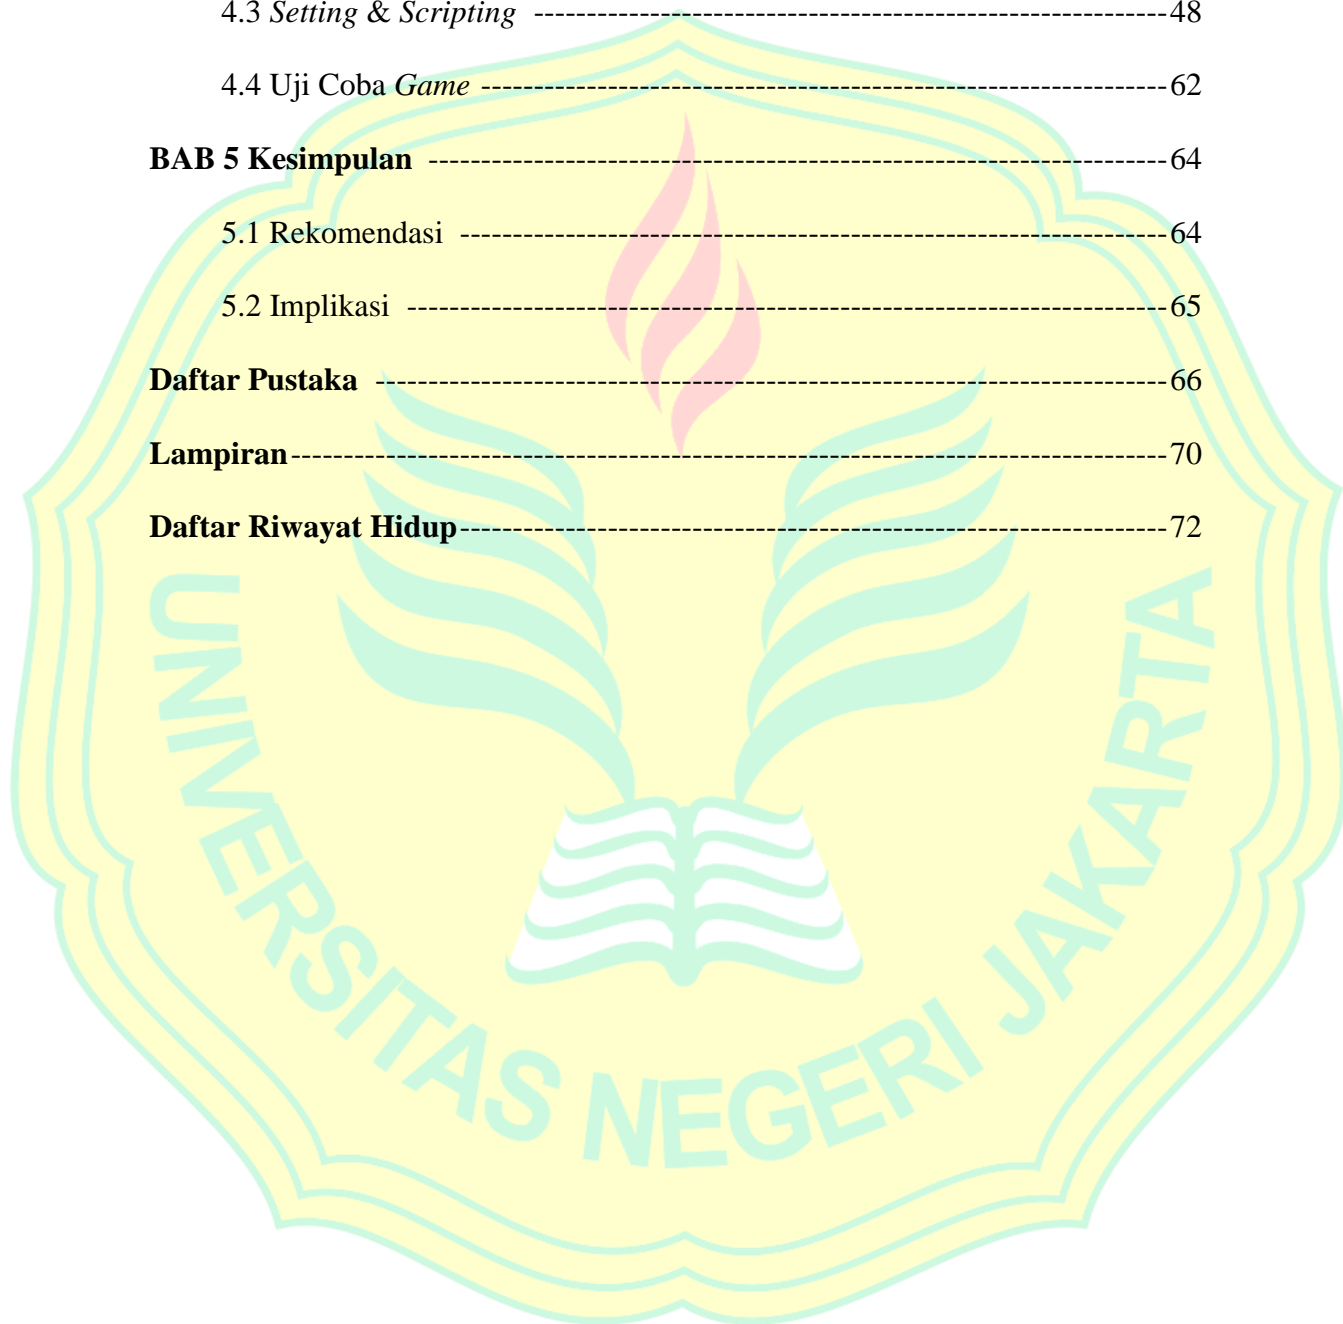 4.3 Setting & Scripting ------------------------------------------------------------------------48
4.4 Uji Coba Game ------------------------------------------------------------------------------62
BAB 5 Kesimpulan ------------------------------------------------------------------------------------64
5.1 Rekomendasi --------------------------------------------------------------------------------64
5.2 Implikasi --------------------------------------------------------------------------------------65
Daftar Pustaka ------------------------------------------------------------------------------------------66
Lampiran----------------------------------------------------------------------------------------------------70
Daftar Riwayat Hidup--------------------------------------------------------------------------------72
UNIVERSITAS NEGERI JAKARTA